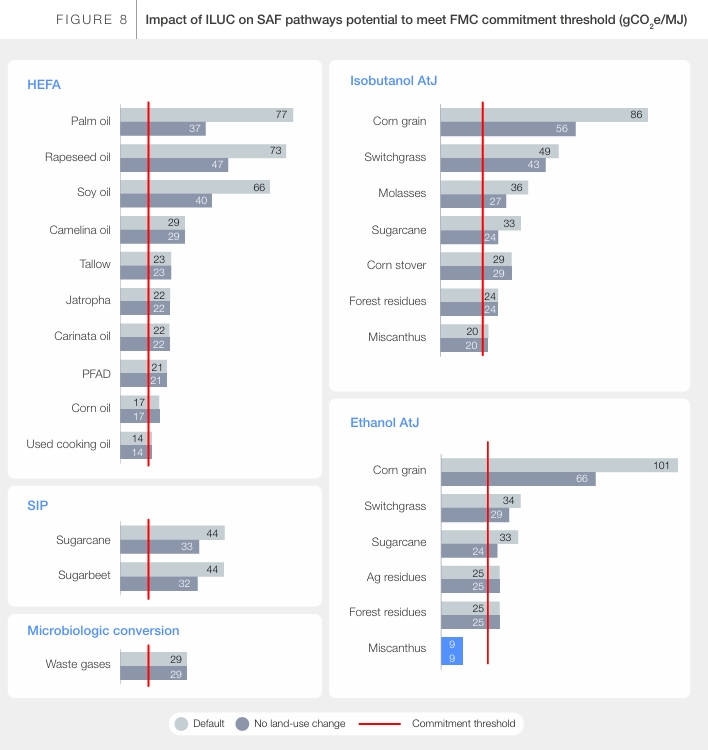 FIGURE 8
Impact of ILUC on SAF pathways potential to meet FMC commitment threshold (gCO2e/MJ)
HEFA
Palm oil
77
37
Rapeseed oil
73
47
Soy oil
66
40
Camelina oil
29
29
Tallow
23
23
Jatropha
22
22
Carinata oil
22
22
PFAD
21
21
Corn oil
17
17
Used cooking oil
14
14
SIP
Sugarcane
44
33
Sugarbeet
44
32
Microbiologic conversion
Waste gases
29
29
Isobutanol AtJ
Corn grain
86
56
Switchgrass
49
43
Molasses
36
27
Sugarcane
33
24
Corn stover
29
29
Forest residues
24
24
Miscanthus
20
20
Ethanol AtJ
Corn grain
101
66
Switchgrass
34
29
Sugarcane
33
24
Ag residues
25
25
Forest residues
25
25
Miscanthus
9
9
Default
No land-use change
Commitment threshold